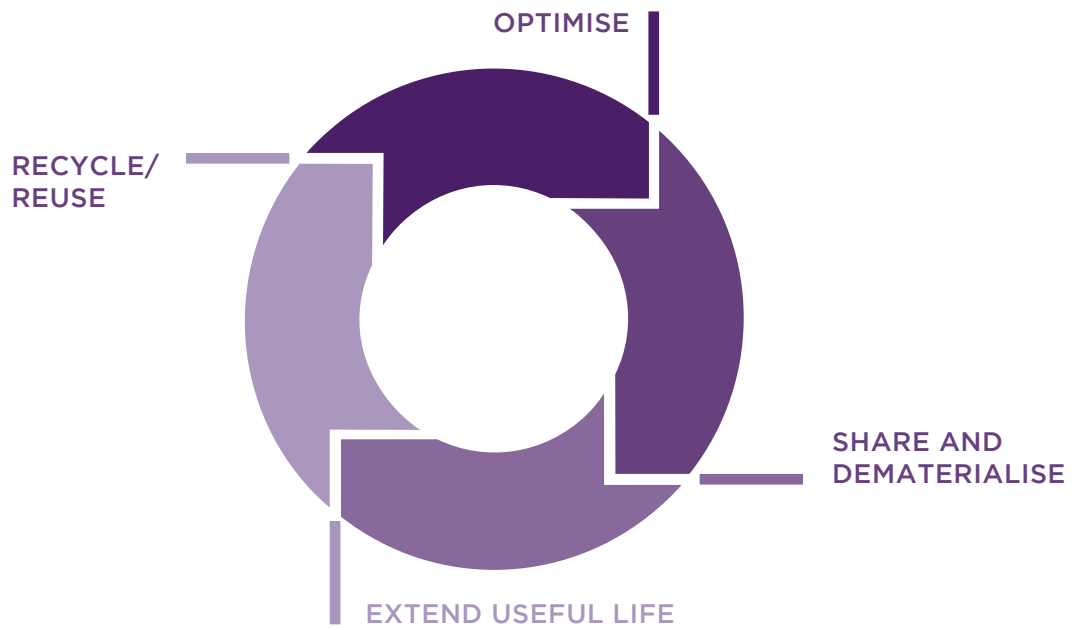 OPTIMISE
RECYCLE/
REUSE
SHARE AND
DEMATERIALISE
EXTEND USEFUL LIFE